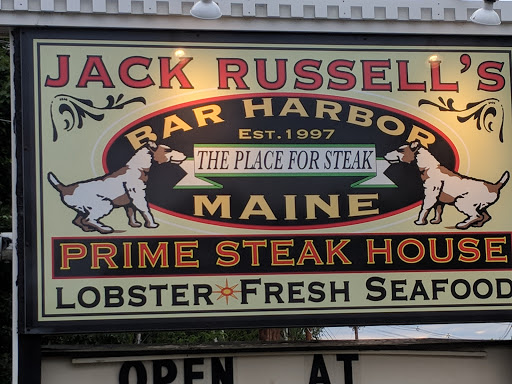 JACK RUSSELL'S
BAR HARBOR
EST. 1997
THE PLACE FOR STEAK
MAINE
PRIME STEAK HOUSE
LOBSTER FRESH SEAFOOD
OPEN AT